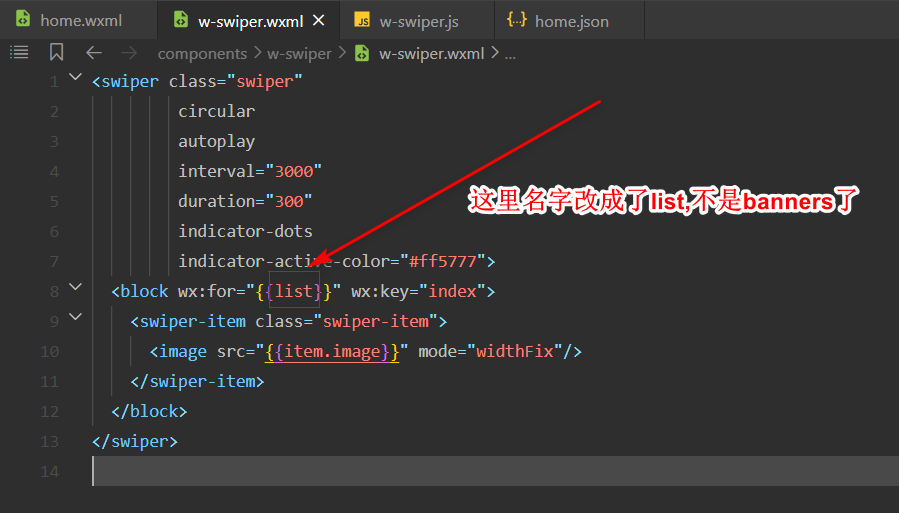 home.wxml
w-swiper.wxml
JS w-swiper.js
{··} home.json
components > w-swiper > w-swiper.wxml > ...
1 <swiper class="swiper"
2 circular
3 autoplay
4 interval="3000"
5 duration="300"
6 indicator-dots
7 indicator-active-color="#ff5777">
这里名字改成了list,不是banners了
8 <block wx:for="{{list}}" wx:key="index">
9 <swiper-item class="swiper-item">
10 <image src="{{item.image}}" mode="widthFix"/>
11 </swiper-item>
12 </block>
13 </swiper>
14